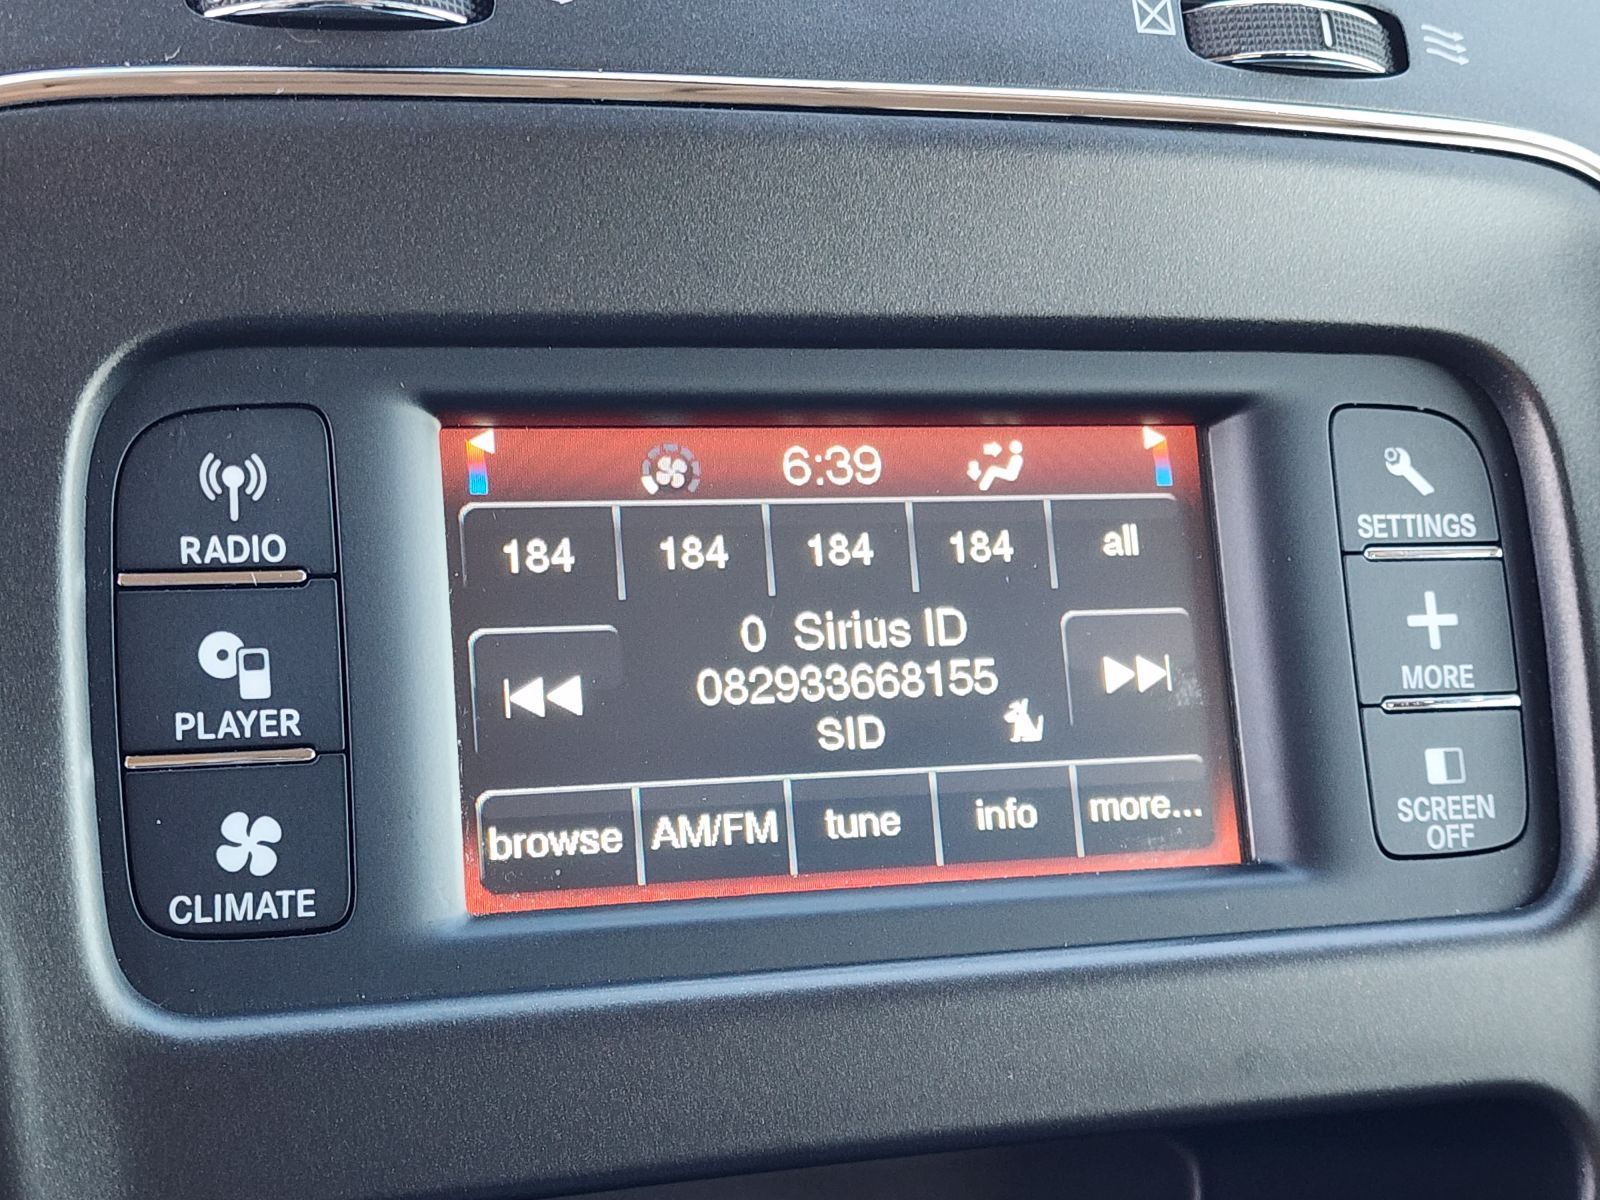 6:39
184 184 184 184 all
0 Sirius ID
082933668155
SID
browse AM/FM tune info more...
RADIO
PLAYER
CLIMATE
SETTINGS
MORE
SCREEN
OFF